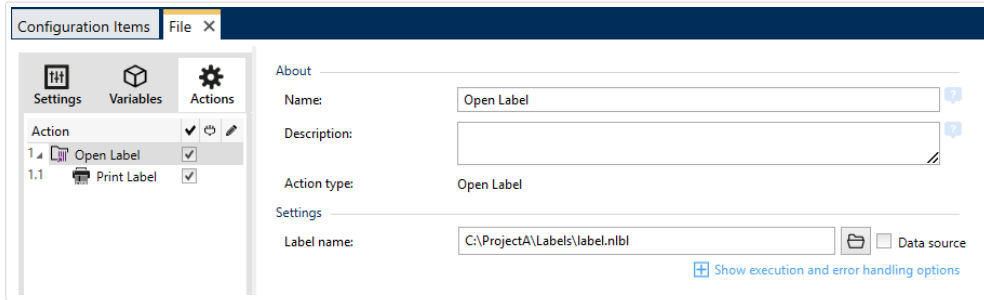 Configuration Items File
Settings Variables Actions
Action
1 Open Label
1.1 Print Label
About
Name: Open Label ?
Description: ?
Action type: Open Label
Settings
Label name: C:\ProjectA\Labels\label.nlbl Data source
Show execution and error handling options